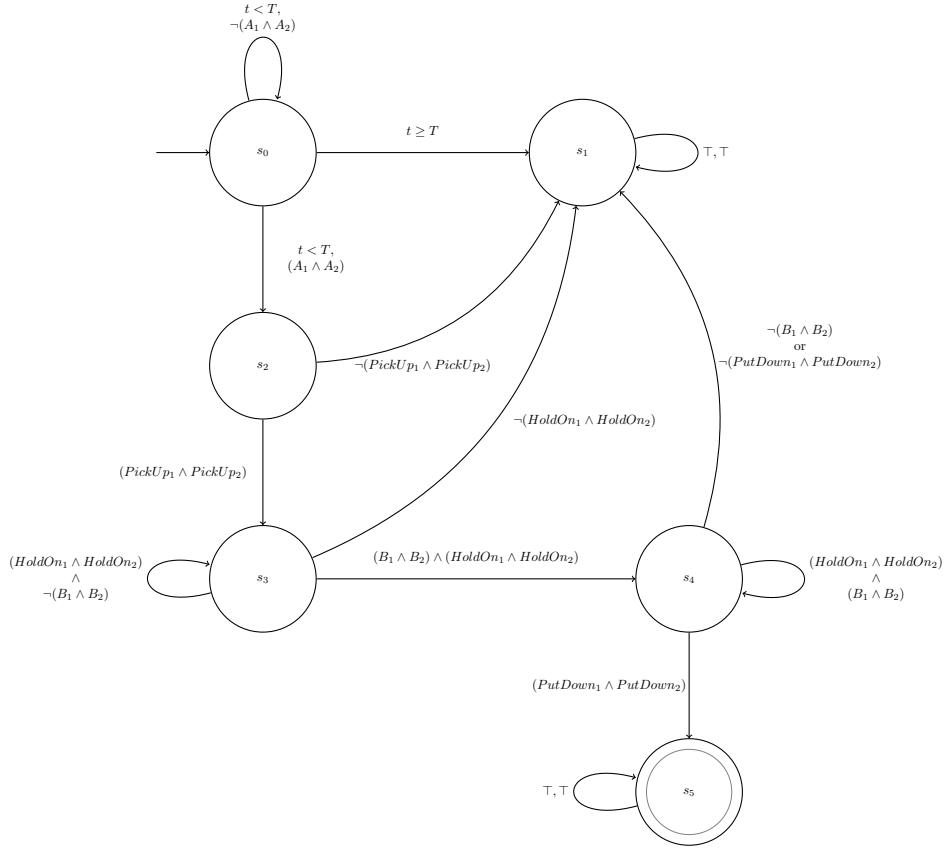 t < T,
¬(A₁ ∧ A₂)
s₀
t ≥ T
s₁
⊤, ⊤
t < T,
(A₁ ∧ A₂)
s₂
¬(PickUp₁ ∧ PickUp₂)
¬(B₁ ∧ B₂)
or
¬(PutDown₁ ∧ PutDown₂)
¬(HoldOn₁ ∧ HoldOn₂)
(PickUp₁ ∧ PickUp₂)
(HoldOn₁ ∧ HoldOn₂)
∧
¬(B₁ ∧ B₂)
s₃
(B₁ ∧ B₂) ∧ (HoldOn₁ ∧ HoldOn₂)
s₄
(HoldOn₁ ∧ HoldOn₂)
∧
(B₁ ∧ B₂)
(PutDown₁ ∧ PutDown₂)
⊤, ⊤
s₅